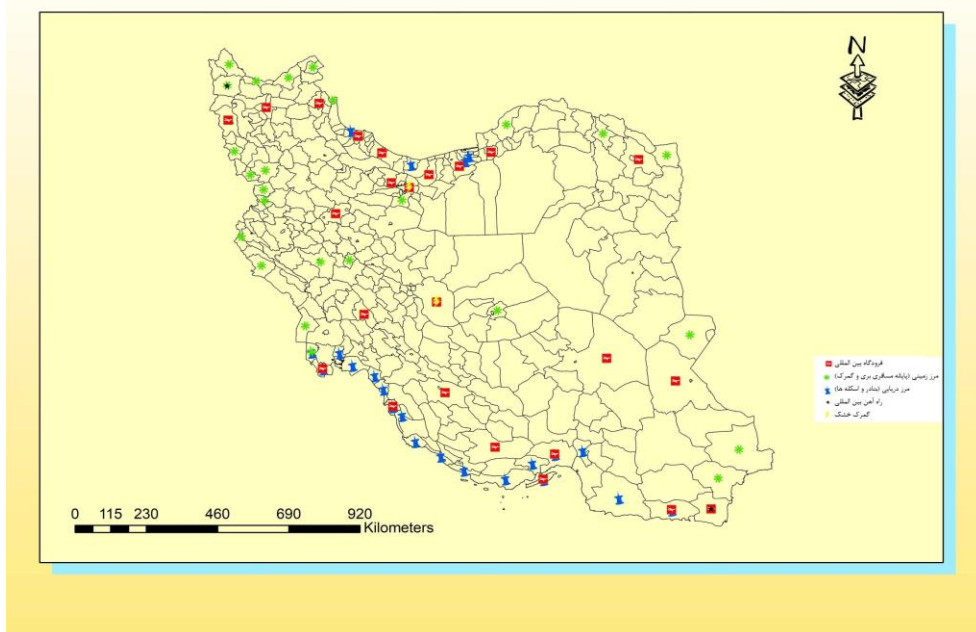 N
فرودگاه بین المللی
مرز زمینی (پایانه مسافری بری و گمرک)
مرز دریایی (بنادر و اسکله ها)
راه آهن بین المللی
گمرک خشک
0 115 230 460 690 920
Kilometers